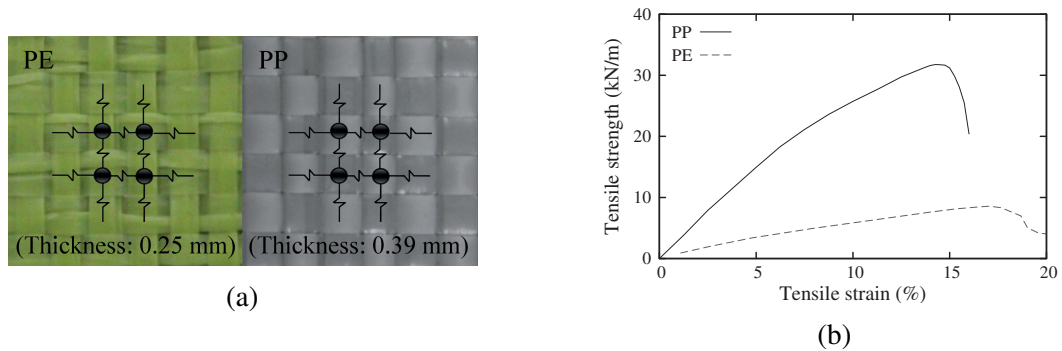 PE
PP
(Thickness: 0.25 mm)
(Thickness: 0.39 mm)
(a)
Tensile strength (kN/m)
40
30
20
10
0
PP
PE
0
5
10
15
20
Tensile strain (%)
(b)